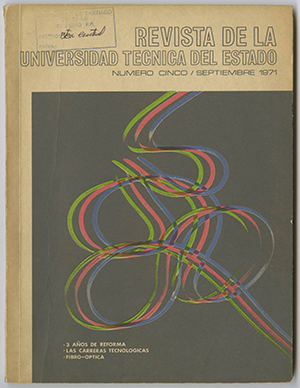 REVISTA DE LA
UNIVERSIDAD TECNICA DEL ESTADO
NUMERO CINCO / SEPTIEMBRE 1971
· 3 AÑOS DE REFORMA
· LAS CARRERAS TECNOLOGICAS
· FIBRO-OPTICA